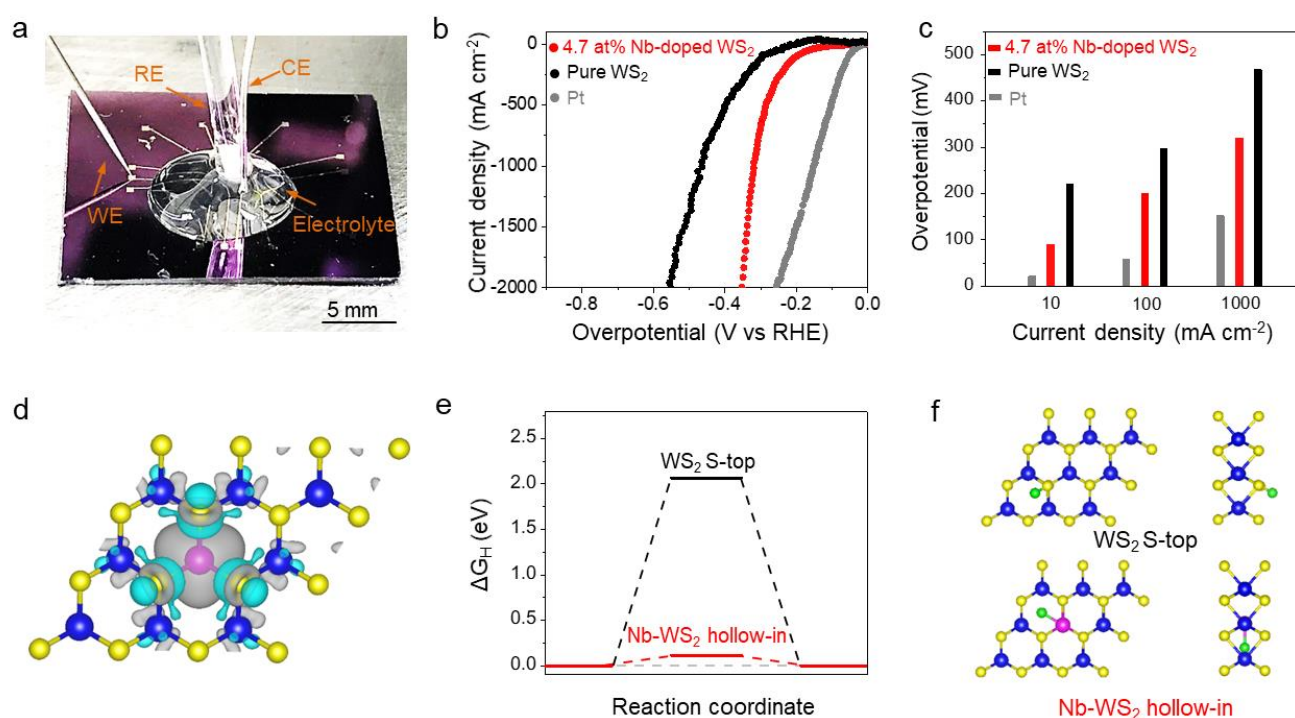 a
RE
CE
WE
Electrolyte
5 mm
b
4.7 at% Nb-doped WS₂
Pure WS₂
Pt
0
-500
-1000
-1500
-2000
Current density (mA cm⁻²)
-0.8
-0.6
-0.4
-0.2
0.0
Overpotential (V vs RHE)
c
4.7 at% Nb-doped WS₂
Pure WS₂
Pt
500
400
300
200
100
0
Overpotential (mV)
10
100
1000
Current density (mA cm⁻²)
d
e
2.5
2.0
1.5
1.0
0.5
0.0
ΔG_H (eV)
WS₂ S-top
Nb-WS₂ hollow-in
Reaction coordinate
f
WS₂ S-top
Nb-WS₂ hollow-in